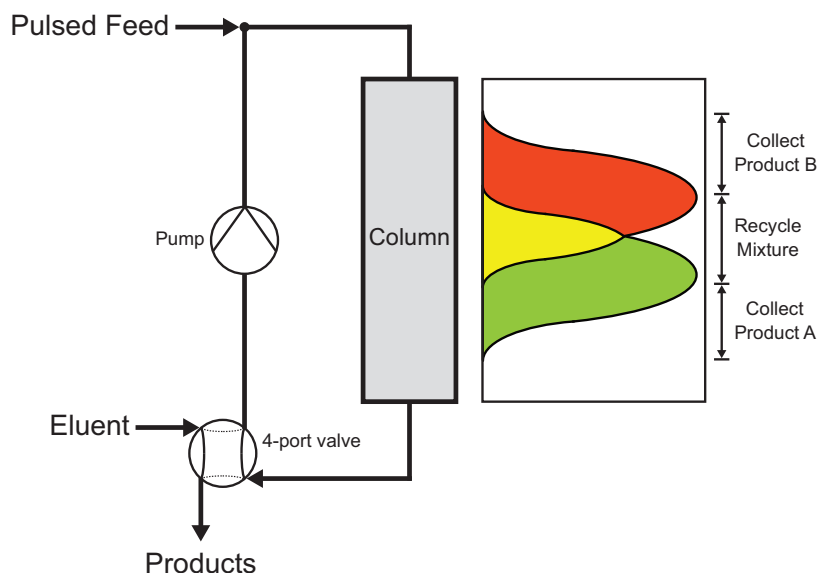 Pulsed Feed
Pump
Column
Eluent
4-port valve
Products
Collect
Product B
Recycle
Mixture
Collect
Product A